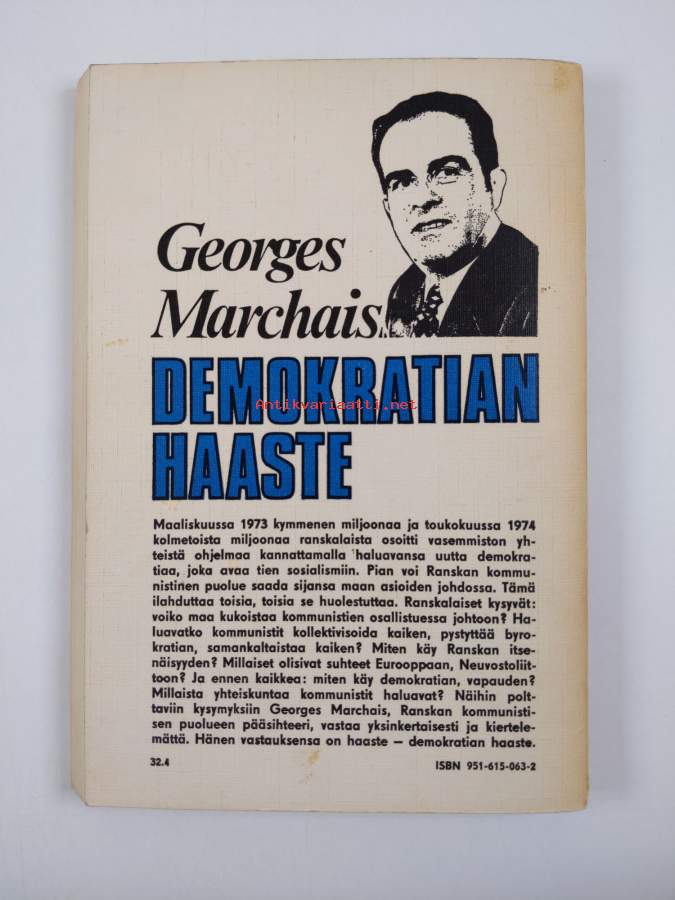 Georges
Marchais
DEMOKRATIAN
Antikvariaatti.net
HAASTE
Maaliskuussa 1973 kymmenen miljoonaa ja toukokuussa 1974
kolmetoista miljoonaa ranskalaista osoitti vasemmiston yh-
teistä ohjelmaa kannattamalla haluavansa uutta demokra-
tiaa, joka avaa tien sosialismiin. Pian voi Ranskan kommu-
nistinen puolue saada sijansa maan asioiden johdossa. Tämä
ilahduttaa toisia, toisia se huolestuttaa. Ranskalaiset kysyvät:
voiko maa kukoistaa kommunistien osallistuessa johtoon? Ha-
luavatko kommunistit kollektivisoida kaiken, pystyttää byro-
kratian, samankaltaistaa kaiken? Miten käy Ranskan itse-
näisyyden? Millaiset olisivat suhteet Eurooppaan, Neuvostoliit-
toon? Ja ennen kaikkea: miten käy demokratian, vapauden?
Millaista yhteiskuntaa kommunistit haluavat? Näihin polt-
taviin kysymyksiin Georges Marchais, Ranskan kommunisti-
sen puolueen pääsihteeri, vastaa yksinkertaisesti ja kiertele-
mättä. Hänen vastauksensa on haaste — demokratian haaste.
32.4 ISBN 951-615-063-2